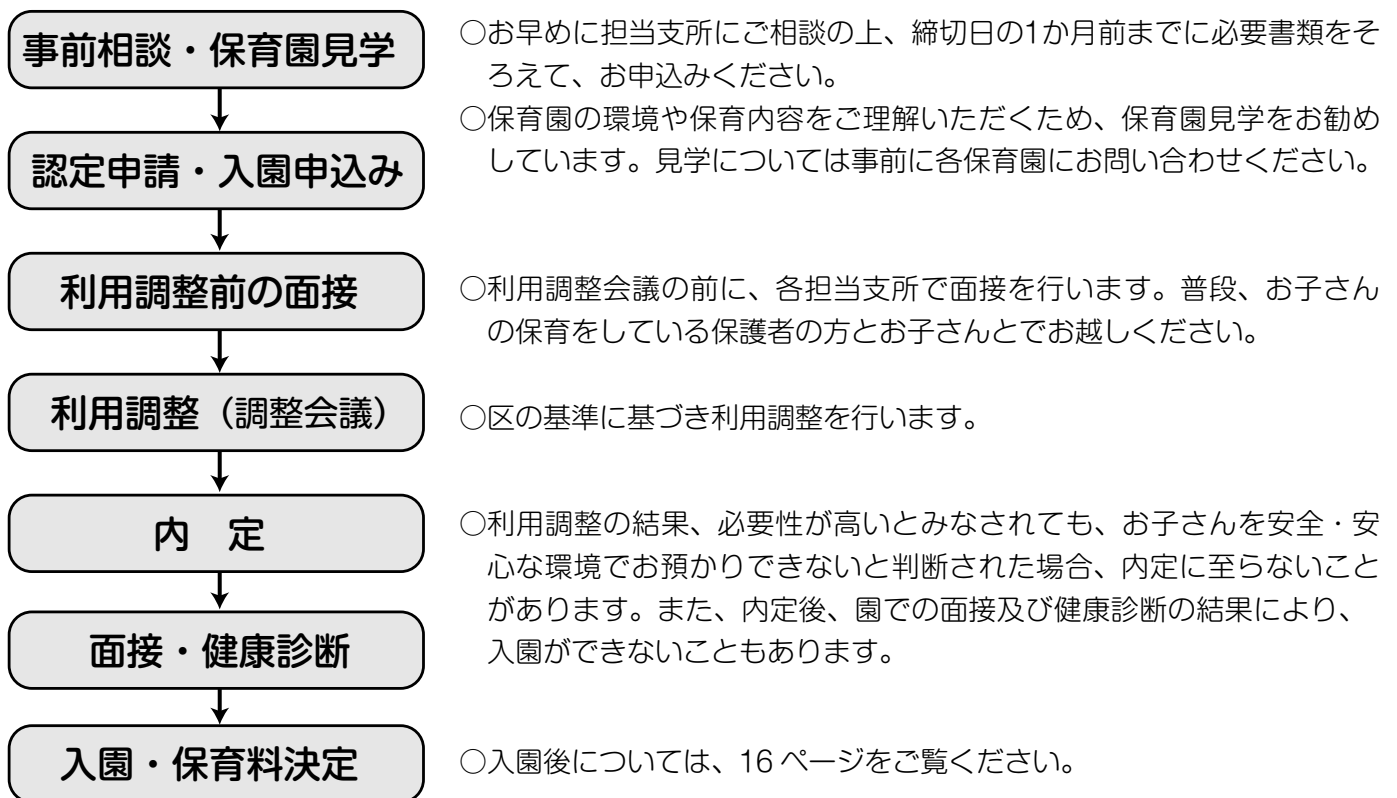 事前相談・保育園見学
○お早めに担当支所にご相談の上、締切日の1か月前までに必要書類をそ
ろえて、お申込みください。
○保育園の環境や保育内容をご理解いただくため、保育園見学をお勧め
しています。見学については事前に各保育園にお問い合わせください。
認定申請・入園申込み
利用調整前の面接
○利用調整会議の前に、各担当支所で面接を行います。普段、お子さん
の保育をしている保護者の方とお子さんとでお越しください。
利用調整（調整会議）
○区の基準に基づき利用調整を行います。
内　定
○利用調整の結果、必要性が高いとみなされても、お子さんを安全・安
心な環境でお預かりできないと判断された場合、内定に至らないこと
があります。また、内定後、園での面接及び健康診断の結果により、
入園ができないこともあります。
面接・健康診断
入園・保育料決定
○入園後については、16 ページをご覧ください。